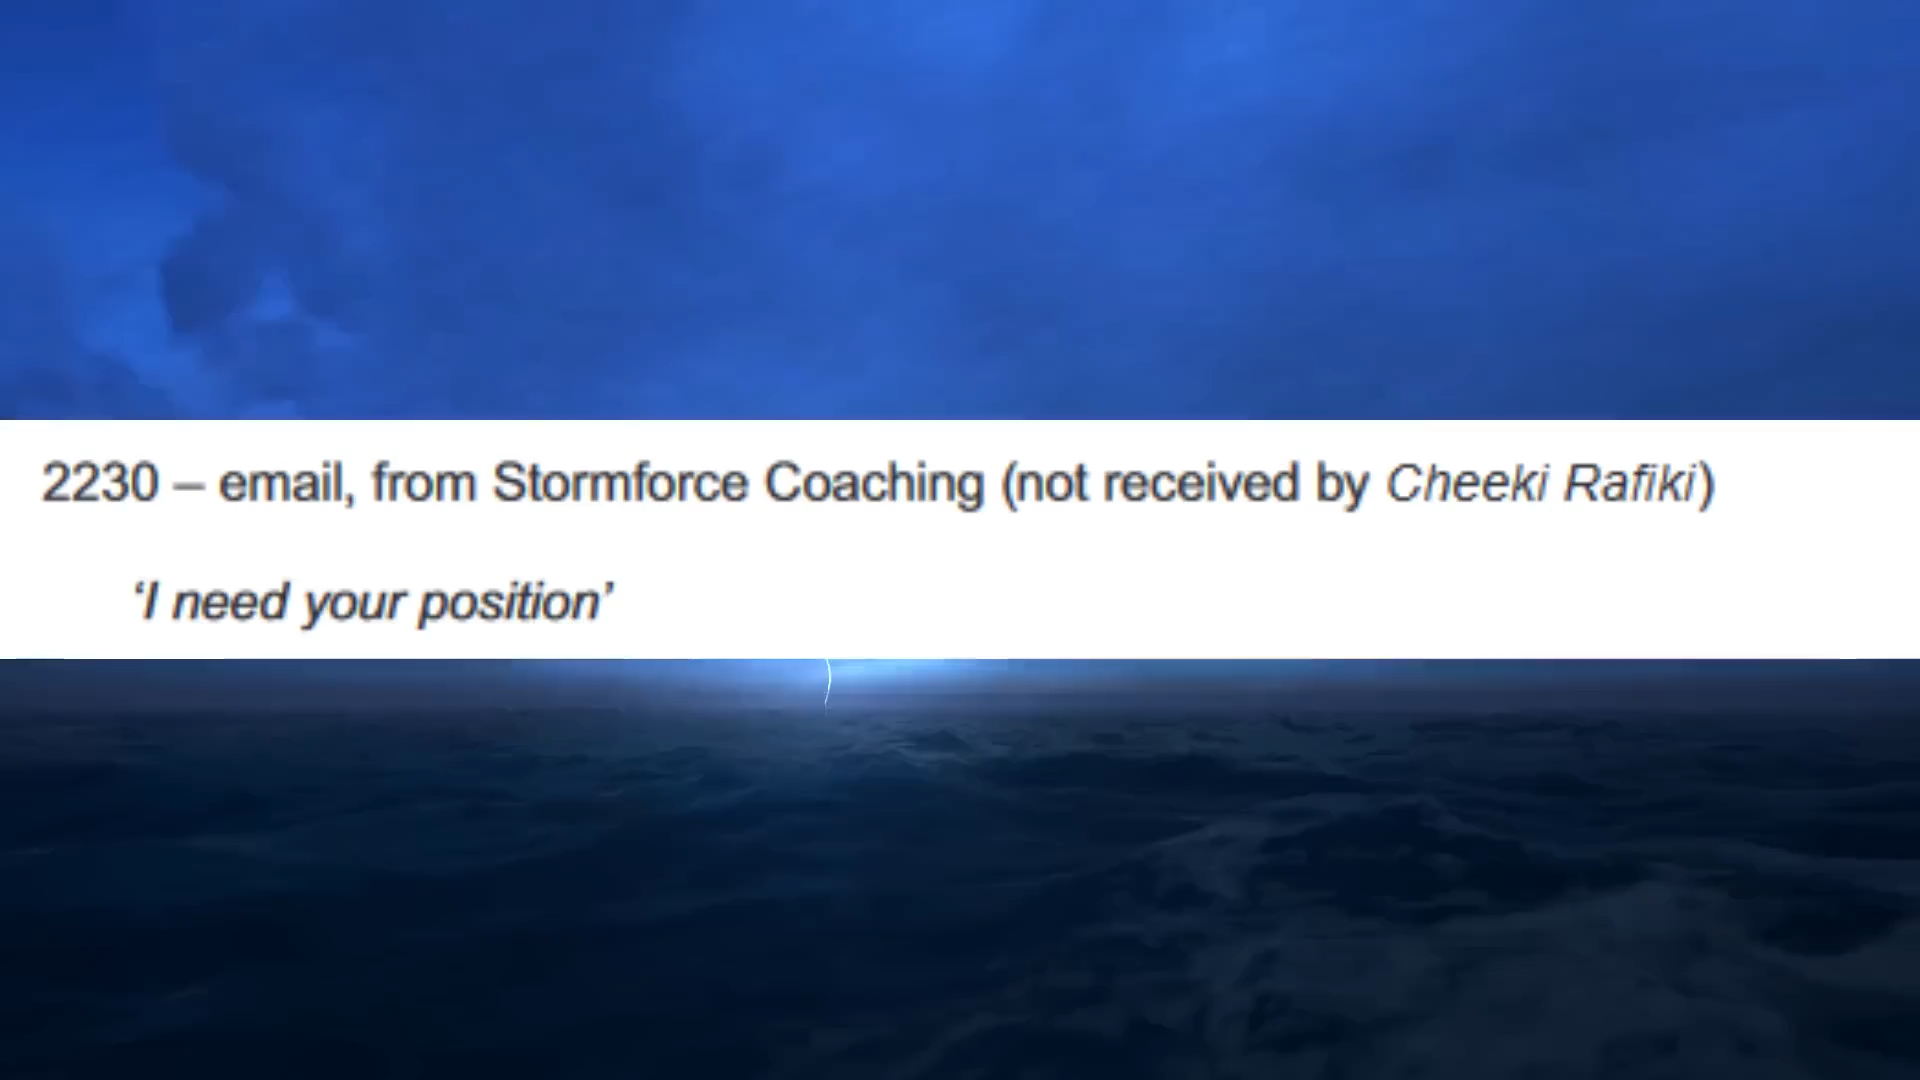 2230 – email, from Stormforce Coaching (not received by Cheeki Rafiki)
‘I need your position’